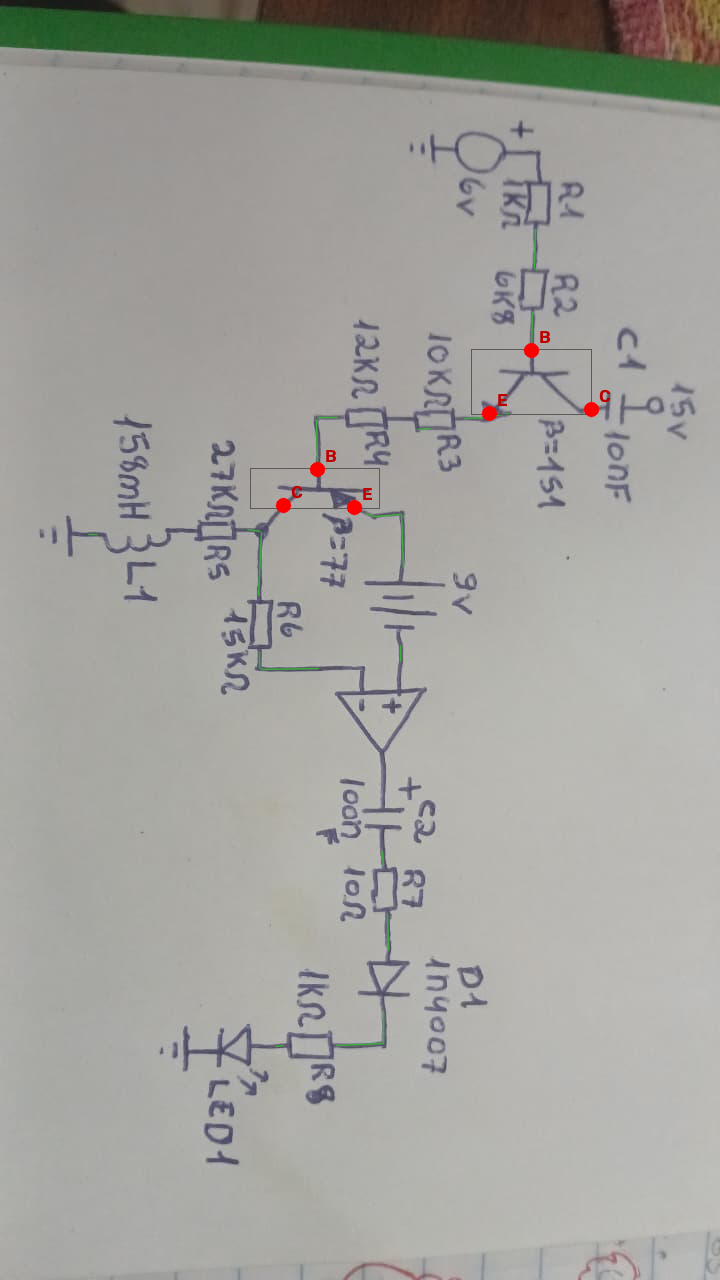 +
6V
R1
1KΩ
R2
6K8
B
C
E
C1
15V
10nF
β=151
10KΩ
R3
12KΩ
R4
B
C
E
β=77
9V
27KΩ
R5
158mH
L1
R6
15KΩ
-
+
+
C2
100n
F
R7
10Ω
D1
1n4007
1KΩ
R8
LED1